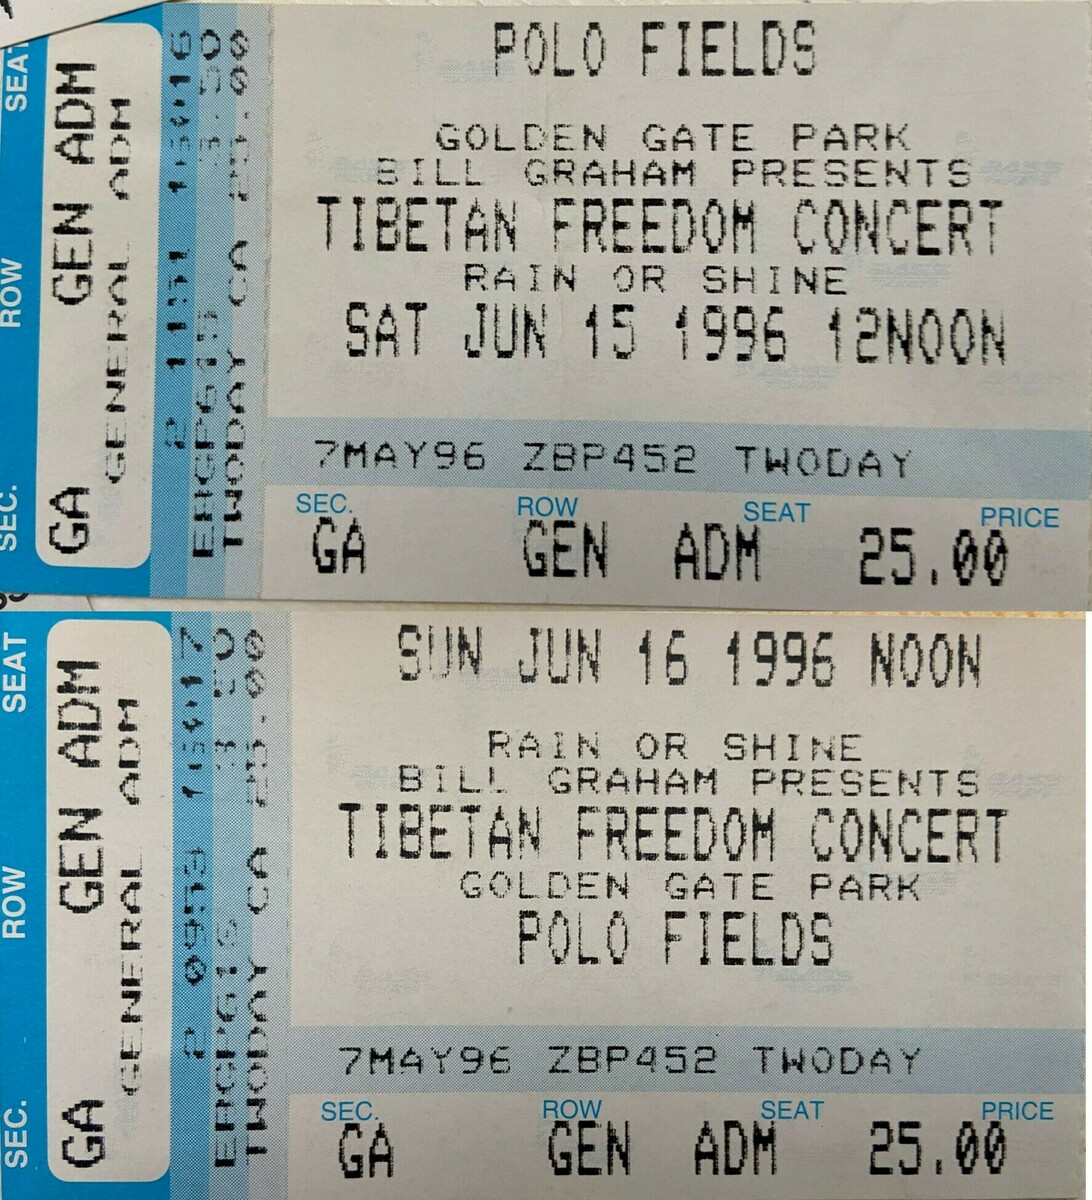 POLO FIELDS
GOLDEN GATE PARK
BILL GRAHAM PRESENTS
TIBETAN FREEDOM CONCERT
RAIN OR SHINE
SAT JUN 15 1996 12NOON
7MAY96 ZBP452 TWODAY
SEC. ROW SEAT PRICE
GA GEN ADM 25.00
SEC. ROW SEAT
GA GEN ADM
GENERAL ADM
TWODAY CA
SUN JUN 16 1996 NOON
RAIN OR SHINE
BILL GRAHAM PRESENTS
TIBETAN FREEDOM CONCERT
GOLDEN GATE PARK
POLO FIELDS
7MAY96 ZBP452 TWODAY
SEC. ROW SEAT PRICE
GA GEN ADM 25.00
SEC. ROW SEAT
GA GEN ADM
GENERAL ADM
TWODAY CA 25.00